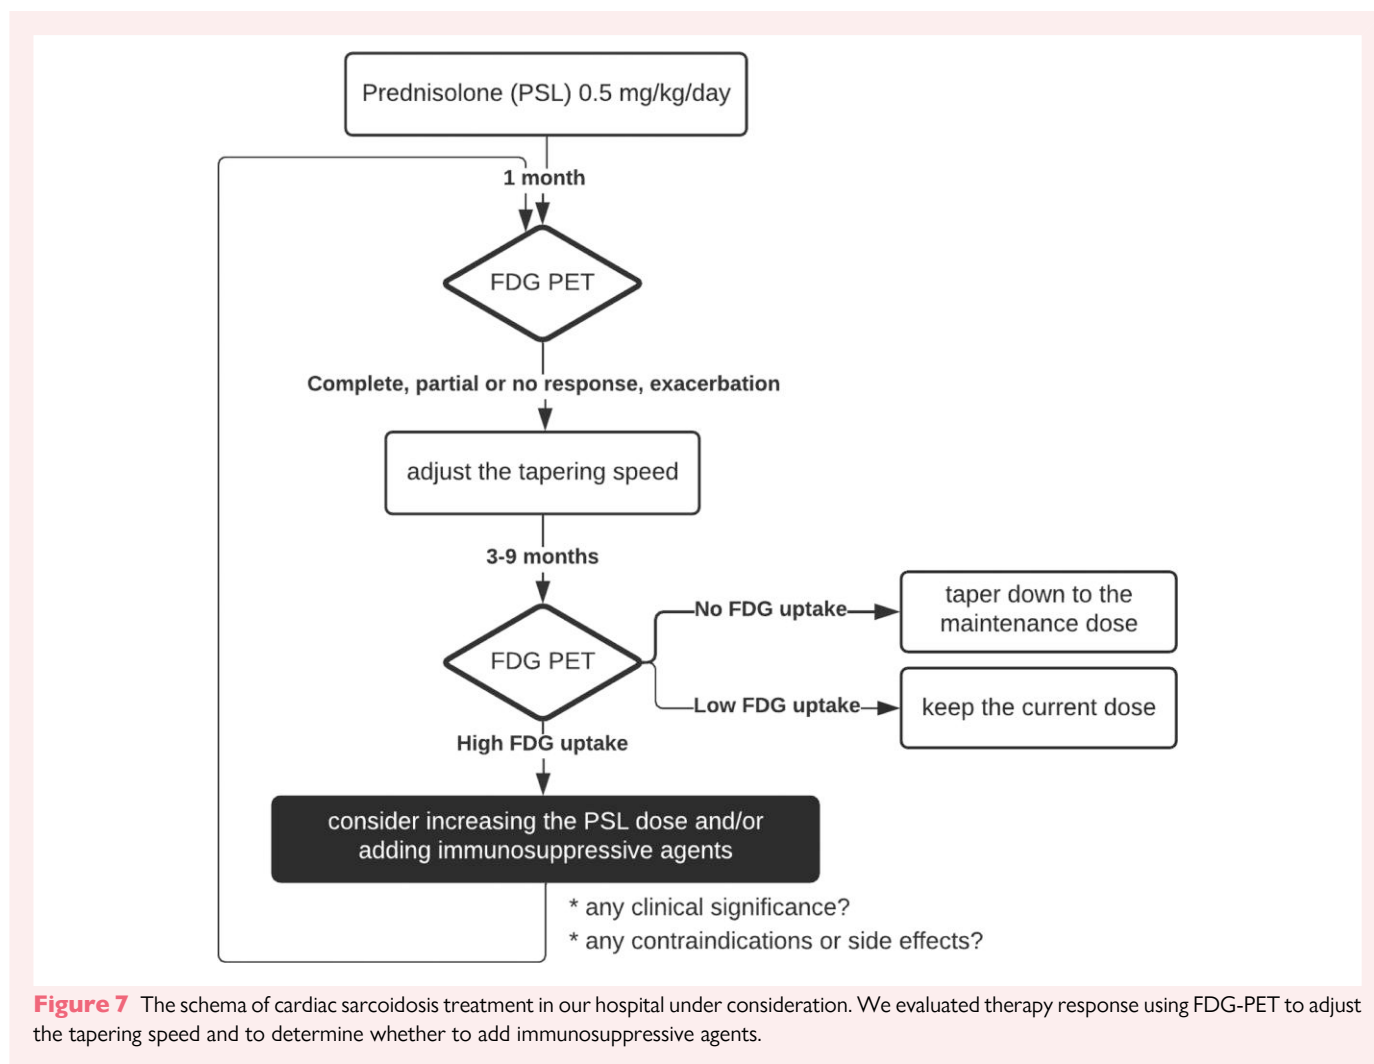 Prednisolone (PSL) 0.5 mg/kg/day
1 month
FDG PET
Complete, partial or no response, exacerbation
adjust the tapering speed
3-9 months
FDG PET
No FDG uptake
taper down to the
maintenance dose
Low FDG uptake
keep the current dose
High FDG uptake
consider increasing the PSL dose and/or
adding immunosuppressive agents
* any clinical significance?
* any contraindications or side effects?
Figure 7 The schema of cardiac sarcoidosis treatment in our hospital under consideration. We evaluated therapy response using FDG-PET to adjust
the tapering speed and to determine whether to add immunosuppressive agents.